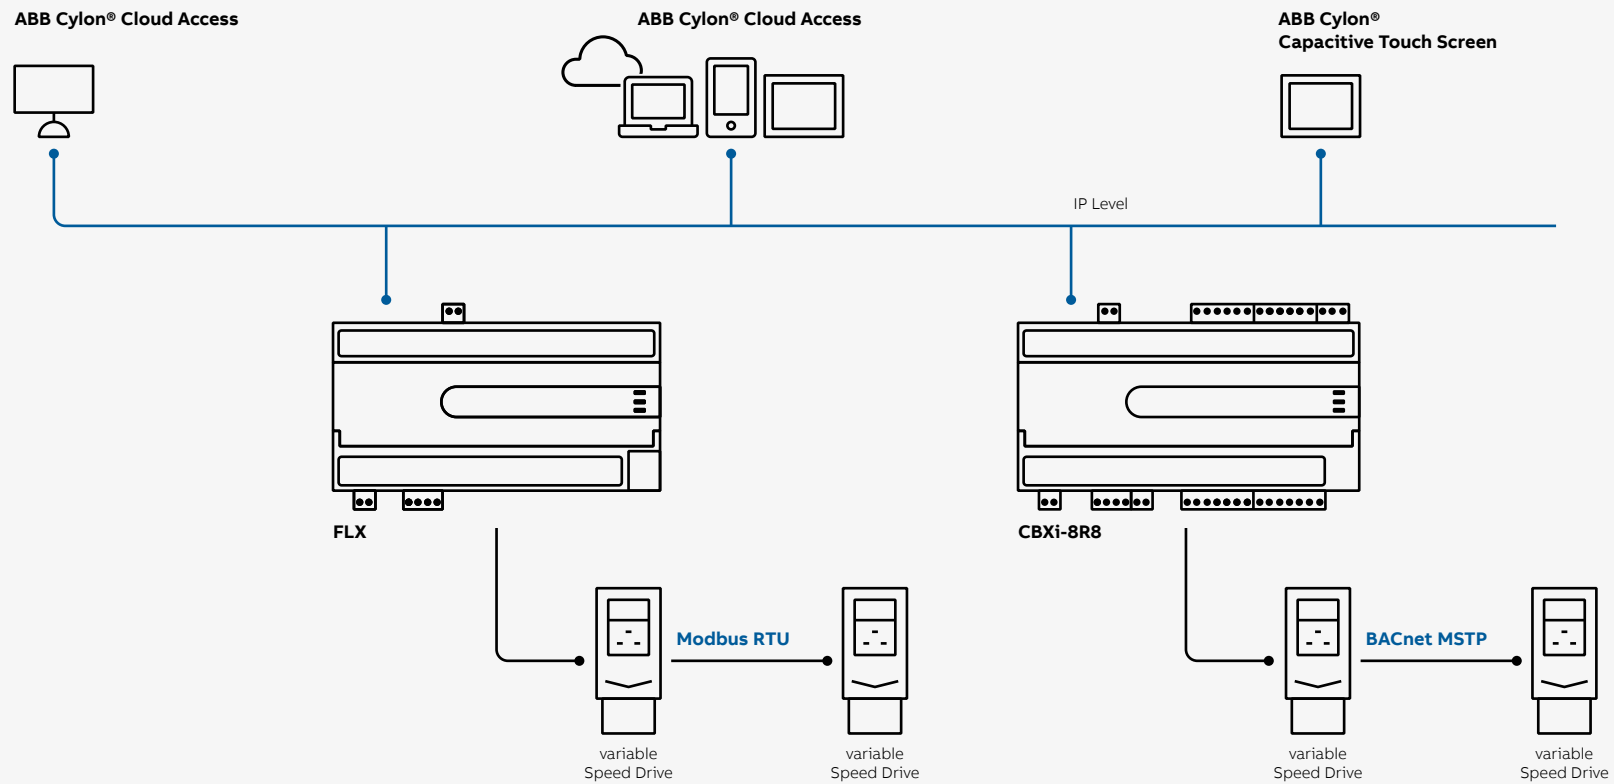 ABB Cylon® Cloud Access
ABB Cylon® Cloud Access
ABB Cylon®
Capacitive Touch Screen
IP Level
FLX
CBXi-8R8
Modbus RTU
BACnet MSTP
variable
Speed Drive
variable
Speed Drive
variable
Speed Drive
variable
Speed Drive